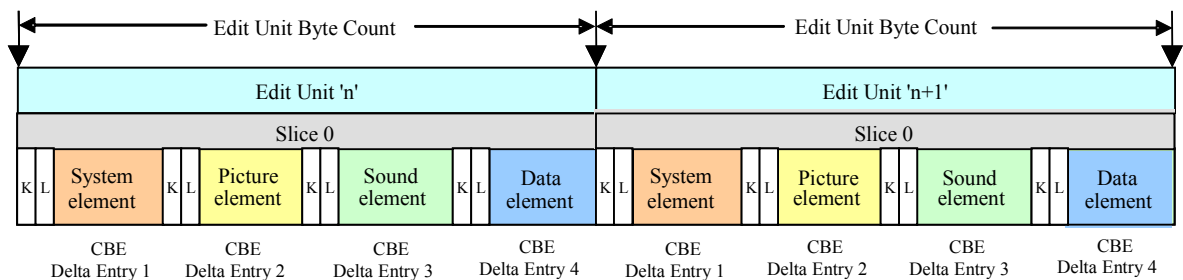 Edit Unit Byte Count Edit Unit Byte Count
Edit Unit 'n' Edit Unit 'n+1'
Slice 0 Slice 0
K L System element K L Picture element K L Sound element K L Data element K L System element K L Picture element K L Sound element K L Data element
CBE CBE CBE CBE CBE CBE CBE CBE
Delta Entry 1 Delta Entry 2 Delta Entry 3 Delta Entry 4 Delta Entry 1 Delta Entry 2 Delta Entry 3 Delta Entry 4